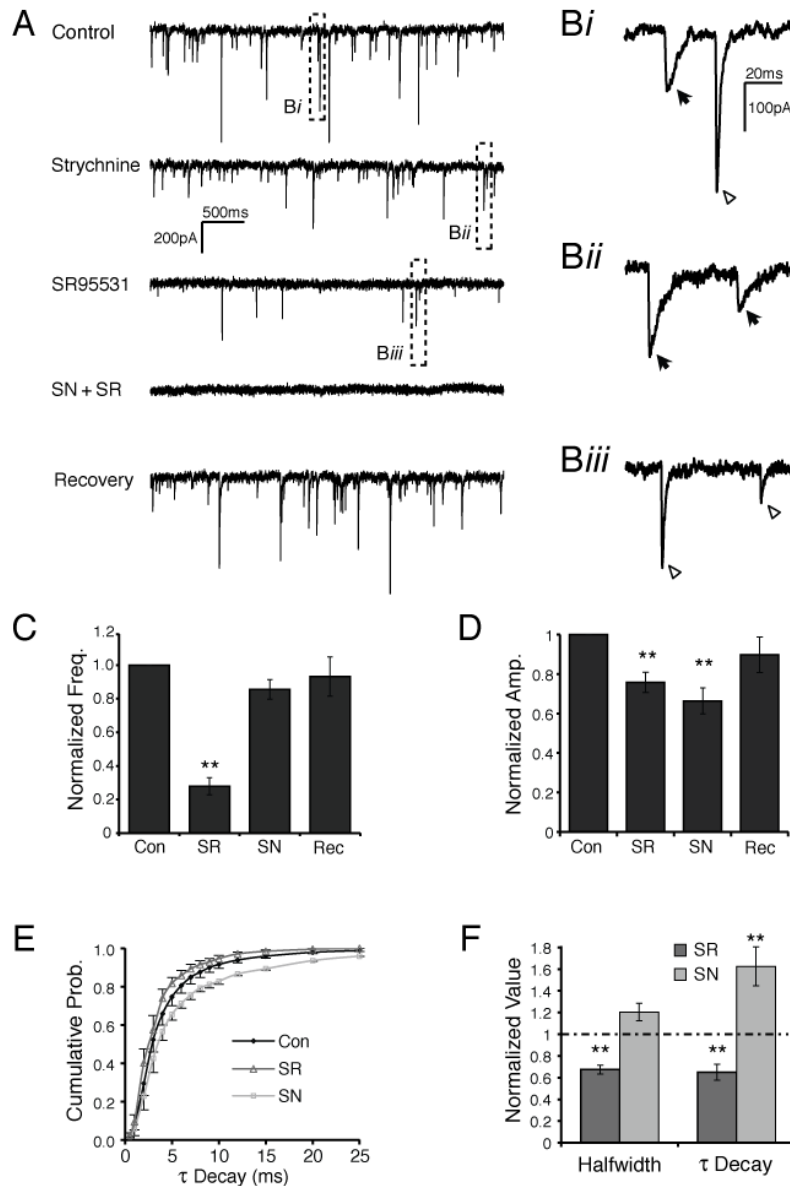 A
Control
Bi
Strychnine
500ms
200pA
Bii
SR95531
Biii
SN + SR
Recovery
Bi
20ms
100pA
Bii
Biii
C
Normalized Freq.
1.2
1.0
0.8
0.6
0.4
0.2
0
**
Con SR SN Rec
D
Normalized Amp.
1
0.8
0.6
0.4
0.2
0
** **
Con SR SN Rec
E
Cumulative Prob.
1.0
0.8
0.6
0.4
0.2
0.0
Con
SR
SN
0 5 10 15 20 25
τ Decay (ms)
F
Normalized Value
1.8
1.6
1.4
1.2
1
0.8
0.6
0.4
0.2
0
SR
SN
**
** **
Halfwidth τ Decay